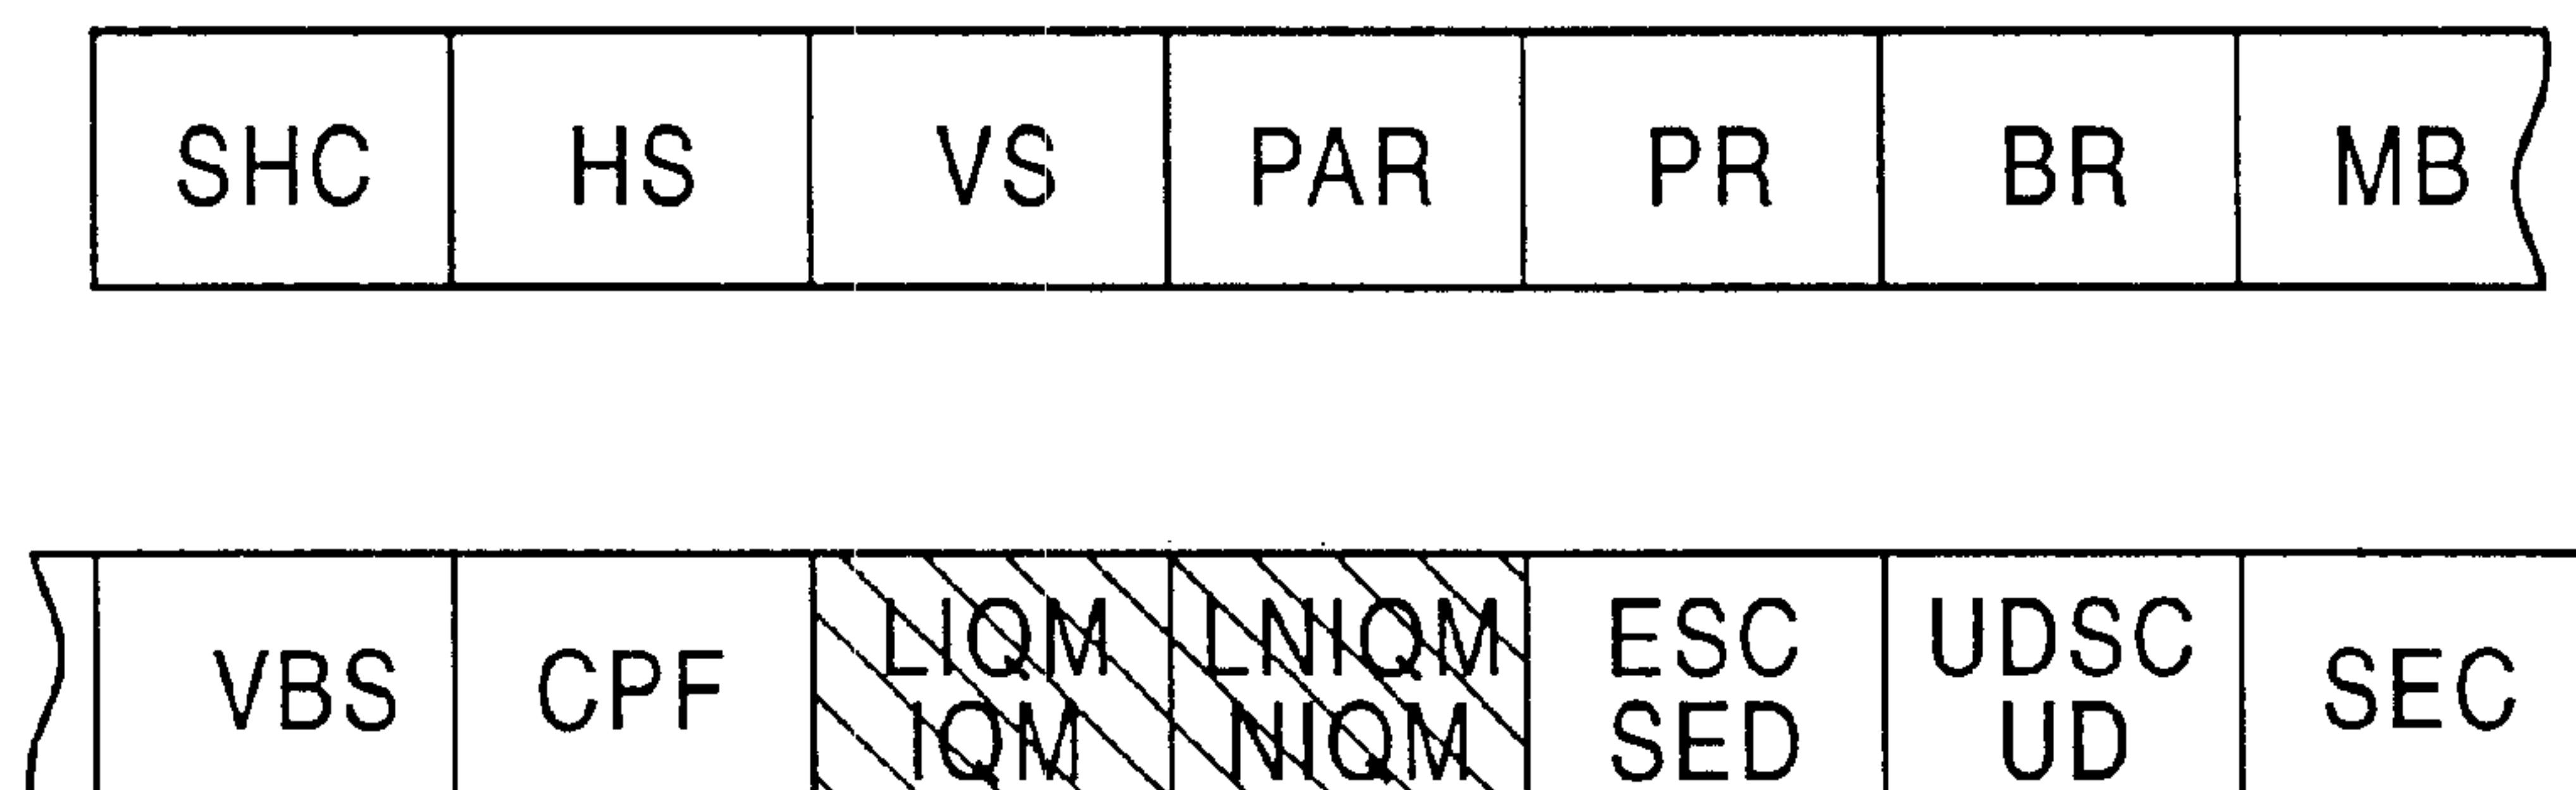 SHC HS VS PAR PR BR MB
VBS CPF LIQM LNIQM ESC UDSC SEC
IQM NIQM SED UD